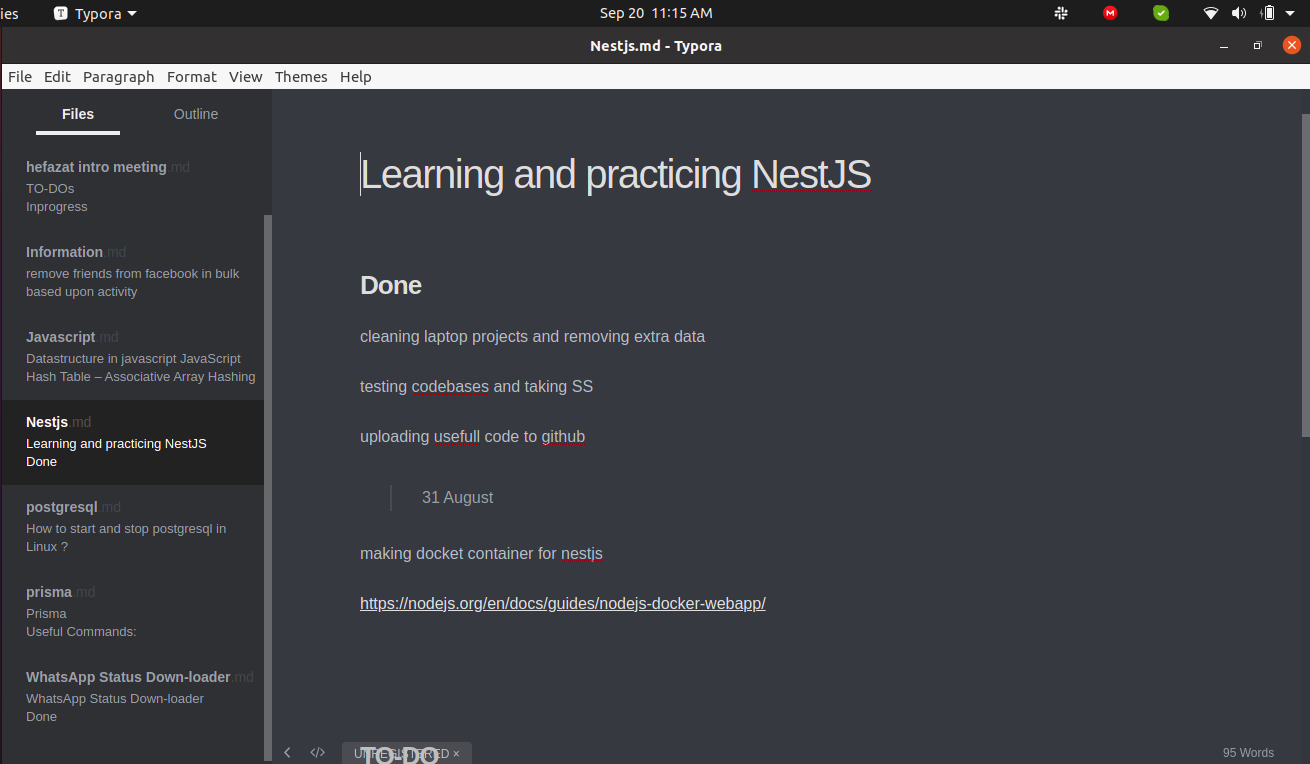 ies Typora Sep 20 11:15 AM
Nestjs.md - Typora
File Edit Paragraph Format View Themes Help
Files Outline
hefazat intro meeting.md
TO-DOs
Inprogress
Information.md
remove friends from facebook in bulk
based upon activity
Javascript.md
Datastructure in javascript JavaScript
Hash Table – Associative Array Hashing
Nestjs.md
Learning and practicing NestJS
Done
postgresql.md
How to start and stop postgresql in
Linux ?
prisma.md
Prisma
Useful Commands:
WhatsApp Status Down-loader.md
WhatsApp Status Down-loader
Done
Learning and practicing NestJS
Done
cleaning laptop projects and removing extra data
testing codebases and taking SS
uploading usefull code to github
31 August
making docket container for nestjs
https://nodejs.org/en/docs/guides/nodejs-docker-webapp/
TO-DO
UNREGISTERED ×
95 Words